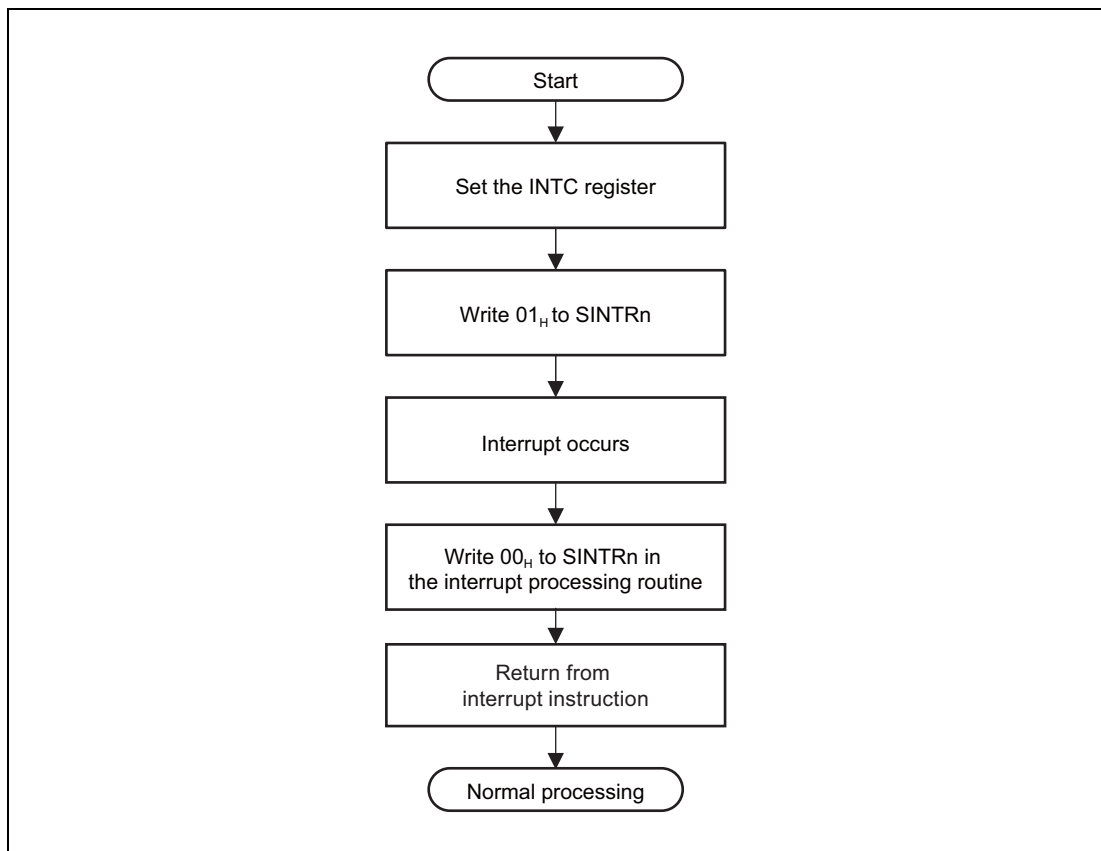 Start
Set the INTC register
Write 01H to SINTRn
Interrupt occurs
Write 00H to SINTRn in
the interrupt processing routine
Return from
interrupt instruction
Normal processing